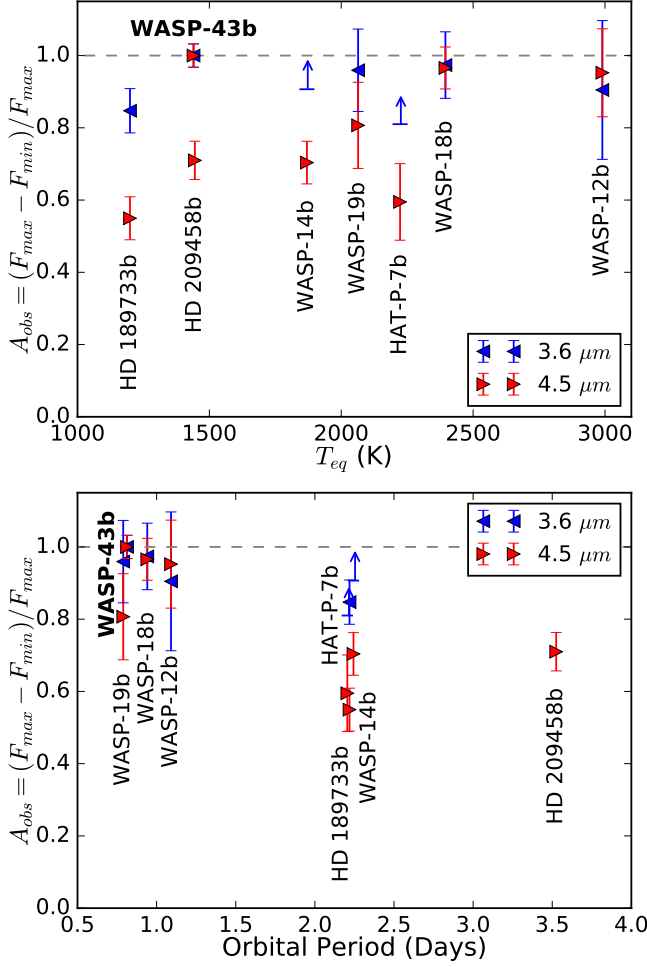 WASP-43b
1.0
0.8
0.6
0.4
0.2
0.0
A_obs = (F_max − F_min)/F_max
HD 189733b
HD 209458b
WASP-14b
WASP-19b
HAT-P-7b
WASP-18b
WASP-12b
3.6 μm
4.5 μm
1000 1500 2000 2500 3000
T_eq (K)
1.0
0.8
0.6
0.4
0.2
0.0
A_obs = (F_max − F_min)/F_max
WASP-43b
WASP-19b
WASP-18b
WASP-12b
HAT-P-7b
HD 189733b
WASP-14b
HD 209458b
3.6 μm
4.5 μm
0.5 1.0 1.5 2.0 2.5 3.0 3.5 4.0
Orbital Period (Days)